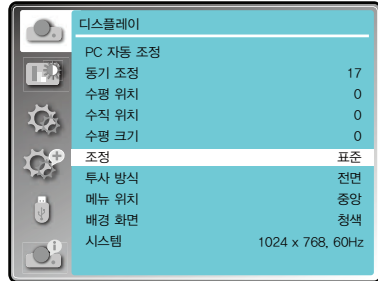 디스플레이
PC 자동 조정
동기 조정 17
수평 위치 0
수직 위치 0
수평 크기 0
조정 표준
투사 방식 전면
메뉴 위치 중앙
배경 화면 청색
시스템 1024 x 768, 60Hz